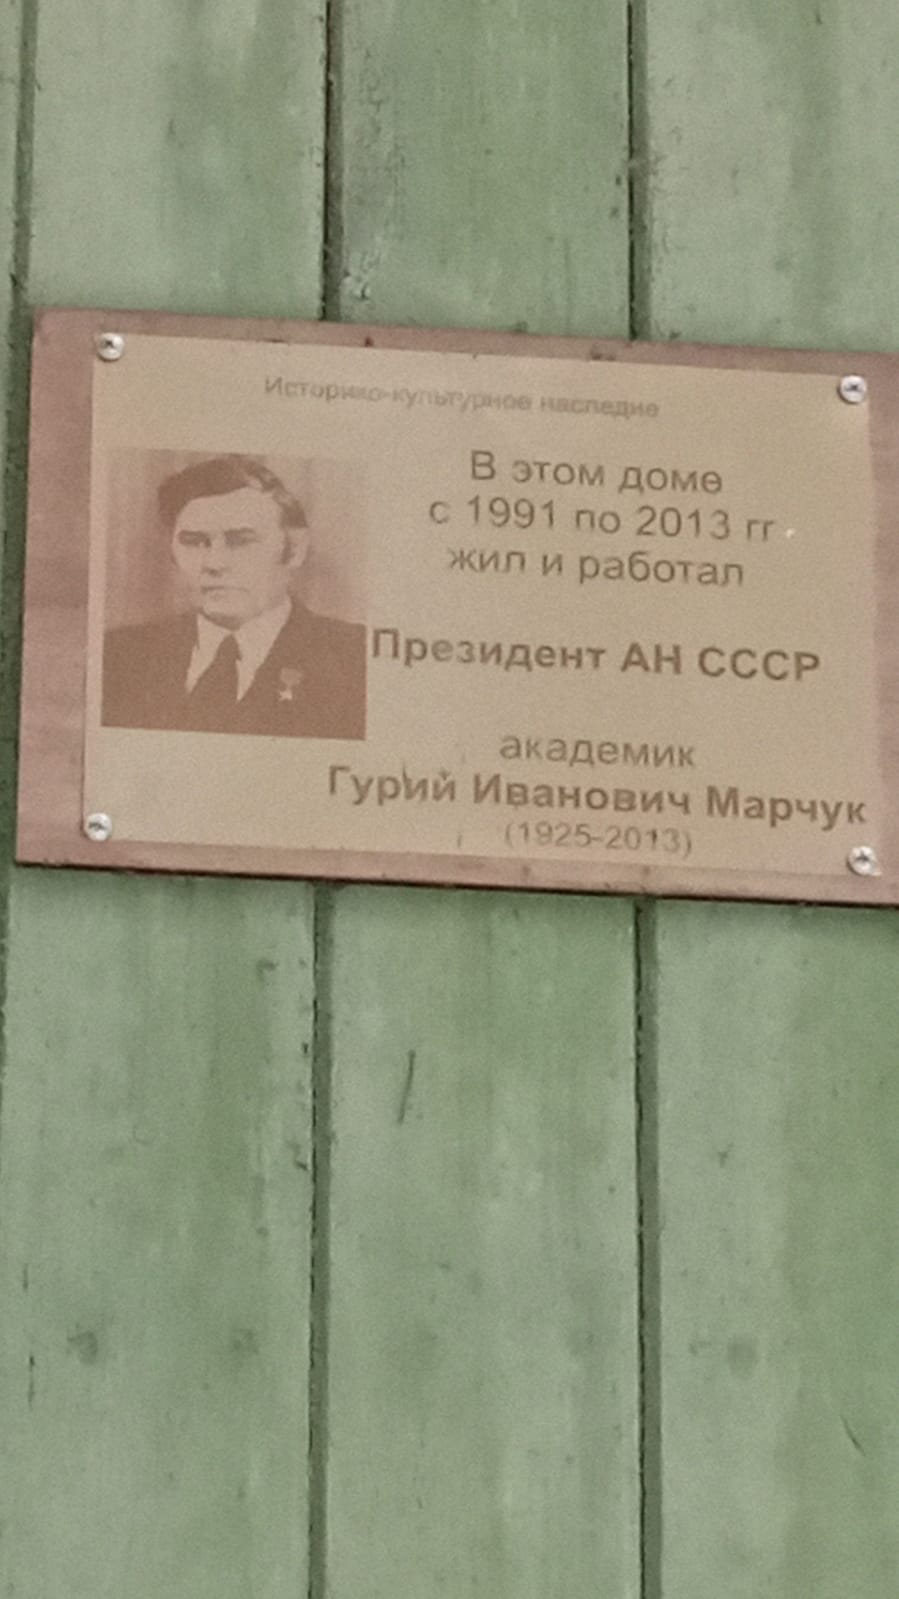 Историко-культурное наследие
В этом доме
с 1991 по 2013 гг.
жил и работал
Президент АН СССР
академик
Гурий Иванович Марчук
(1925-2013)